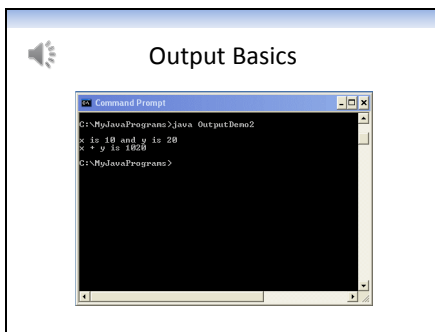 Output Basics
Command Prompt
C:\MyJavaPrograms>java OutputDemo2
x is 10 and y is 20
x + y is 1020
C:\MyJavaPrograms>